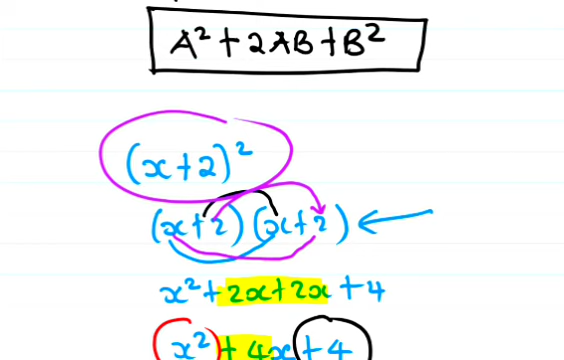 A² + 2AB + B²
(x+2)²
(x+2)(x+2)
x² + 2x + 2x + 4
x² + 4x + 4